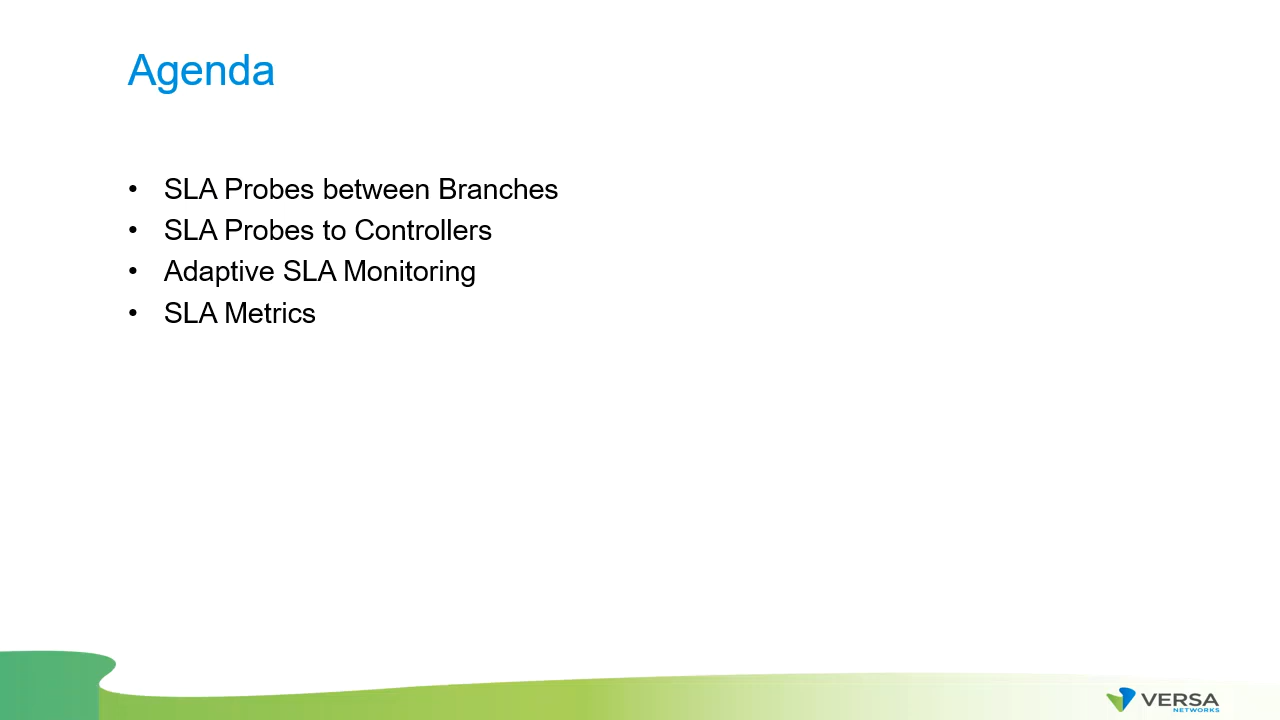 Agenda
• SLA Probes between Branches
• SLA Probes to Controllers
• Adaptive SLA Monitoring
• SLA Metrics
VERSA
NETWORKS